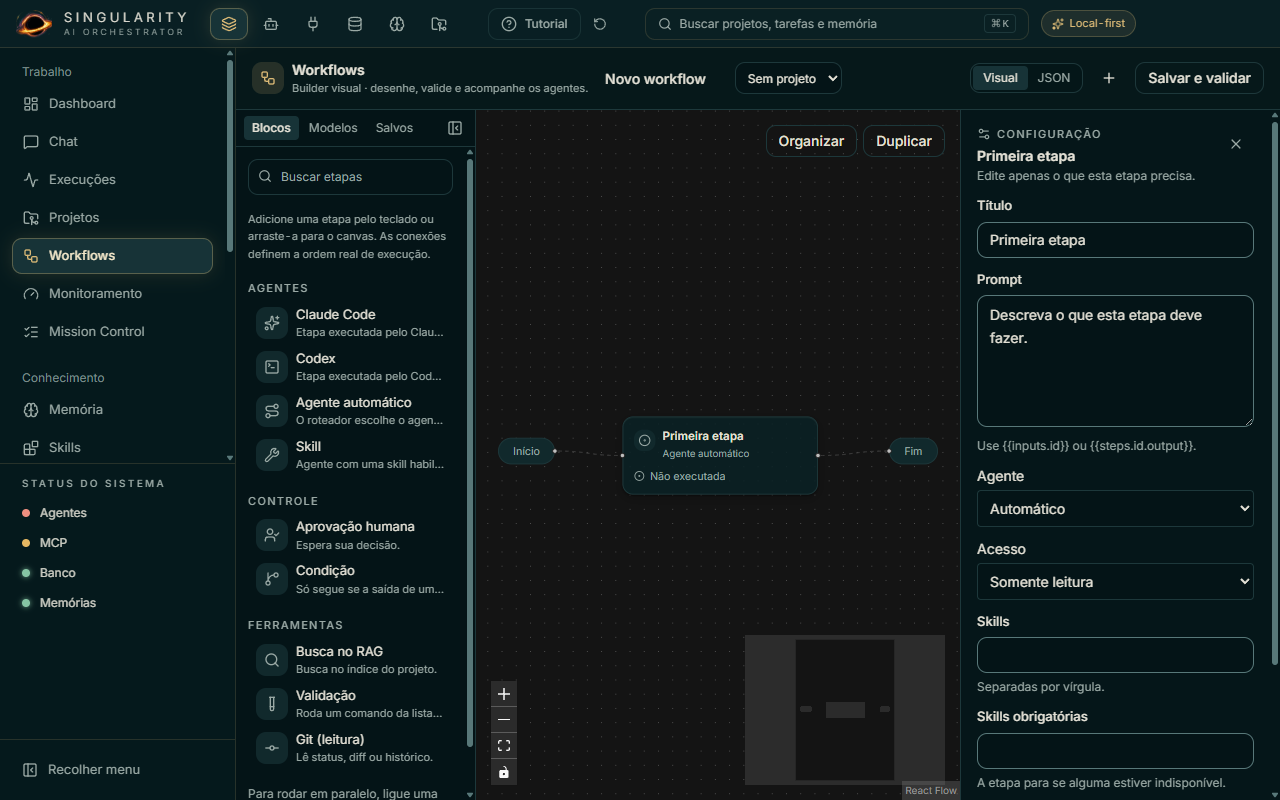 SINGULARITY
AI ORCHESTRATOR
Tutorial
Buscar projetos, tarefas e memória
⌘K
Local-first
Trabalho
Dashboard
Chat
Execuções
Projetos
Workflows
Monitoramento
Mission Control
Conhecimento
Memória
Skills
STATUS DO SISTEMA
Agentes
MCP
Banco
Memórias
Recolher menu
Workflows
Builder visual · desenhe, valide e acompanhe os agentes.
Novo workflow
Sem projeto
Visual
JSON
Salvar e validar
Blocos
Modelos
Salvos
Buscar etapas
Adicione uma etapa pelo teclado ou
arraste-a para o canvas. As conexões
definem a ordem real de execução.
AGENTES
Claude Code
Etapa executada pelo Clau...
Codex
Etapa executada pelo Cod...
Agente automático
O roteador escolhe o agen...
Skill
Agente com uma skill habil...
CONTROLE
Aprovação humana
Espera sua decisão.
Condição
Só segue se a saída de um...
FERRAMENTAS
Busca no RAG
Busca no índice do projeto.
Validação
Roda um comando da lista...
Git (leitura)
Lê status, diff ou histórico.
Para rodar em paralelo, ligue uma
Organizar
Duplicar
Início
Primeira etapa
Agente automático
Não executada
Fim
React Flow
CONFIGURAÇÃO
Primeira etapa
Edite apenas o que esta etapa precisa.
Título
Primeira etapa
Prompt
Descreva o que esta etapa deve
fazer.
Use {{inputs.id}} ou {{steps.id.output}}.
Agente
Automático
Acesso
Somente leitura
Skills
Separadas por vírgula.
Skills obrigatórias
A etapa para se alguma estiver indisponível.